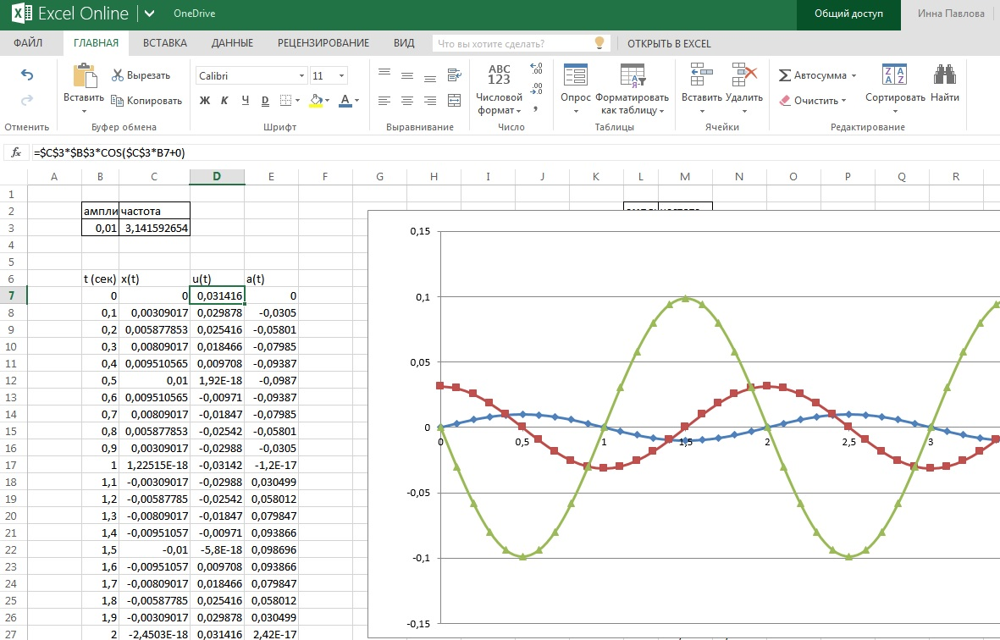 Excel Online OneDrive Общий доступ Инна Павлова
ФАЙЛ ГЛАВНАЯ ВСТАВКА ДАННЫЕ РЕЦЕНЗИРОВАНИЕ ВИД Что вы хотите сделать? ОТКРЫТЬ В EXCEL
Вставить Вырезать Копировать Calibri 11 Ж К Ч D А ABC 123 Числовой формат ,00 ,0 Опрос Форматировать как таблицу Вставить Удалить Автосумма Очистить Сортировать Найти
Отменить Буфер обмена Шрифт Выравнивание Число Таблицы Ячейки Редактирование
fx =$C$3*$B$3*COS($C$3*B7+0)
A B C D E F G H I J K L M N O P Q R
1
2 ампли частота
3 0,01 3,141592654
4
5
6 t (сек) x(t) u(t) a(t)
7 0 0 0,031416 0
8 0,1 0,00309017 0,029878 -0,0305
9 0,2 0,005877853 0,025416 -0,05801
10 0,3 0,00809017 0,018466 -0,07985
11 0,4 0,009510565 0,009708 -0,09387
12 0,5 0,01 1,92E-18 -0,0987
13 0,6 0,009510565 -0,00971 -0,09387
14 0,7 0,00809017 -0,01847 -0,07985
15 0,8 0,005877853 -0,02542 -0,05801
16 0,9 0,00309017 -0,02988 -0,0305
17 1 1,22515E-18 -0,03142 -1,2E-17
18 1,1 -0,00309017 -0,02988 0,030499
19 1,2 -0,00587785 -0,02542 0,058012
20 1,3 -0,00809017 -0,01847 0,079847
21 1,4 -0,00951057 -0,00971 0,093866
22 1,5 -0,01 -5,8E-18 0,098696
23 1,6 -0,00951057 0,009708 0,093866
24 1,7 -0,00809017 0,018466 0,079847
25 1,8 -0,00587785 0,025416 0,058012
26 1,9 -0,00309017 0,029878 0,030499
27 2 -2,4503E-18 0,031416 2,42E-17
0,15
0,1
0,05
0
0 0,5 1 1,5 2 2,5 3
-0,05
-0,1
-0,15